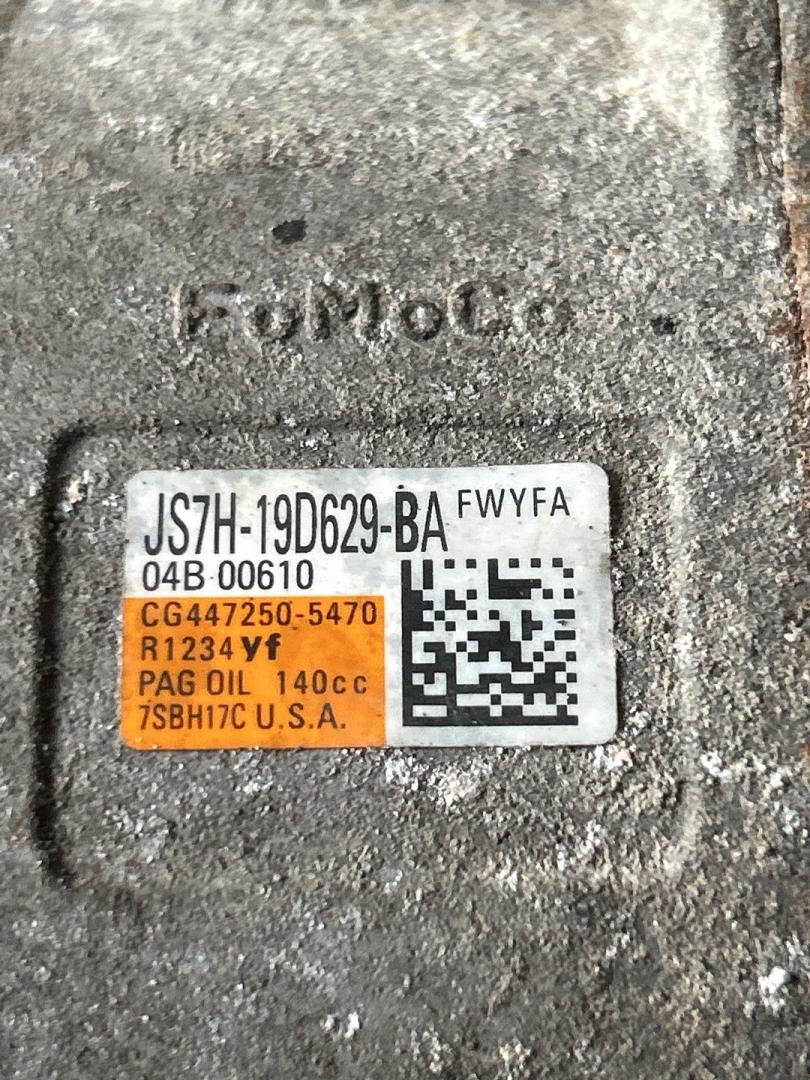 FoMoCo
JS7H-19D629-BA FWYFA
04B-00610
CG447250-5470
R1234yf
PAG OIL 140cc
7SBH17C U.S.A.